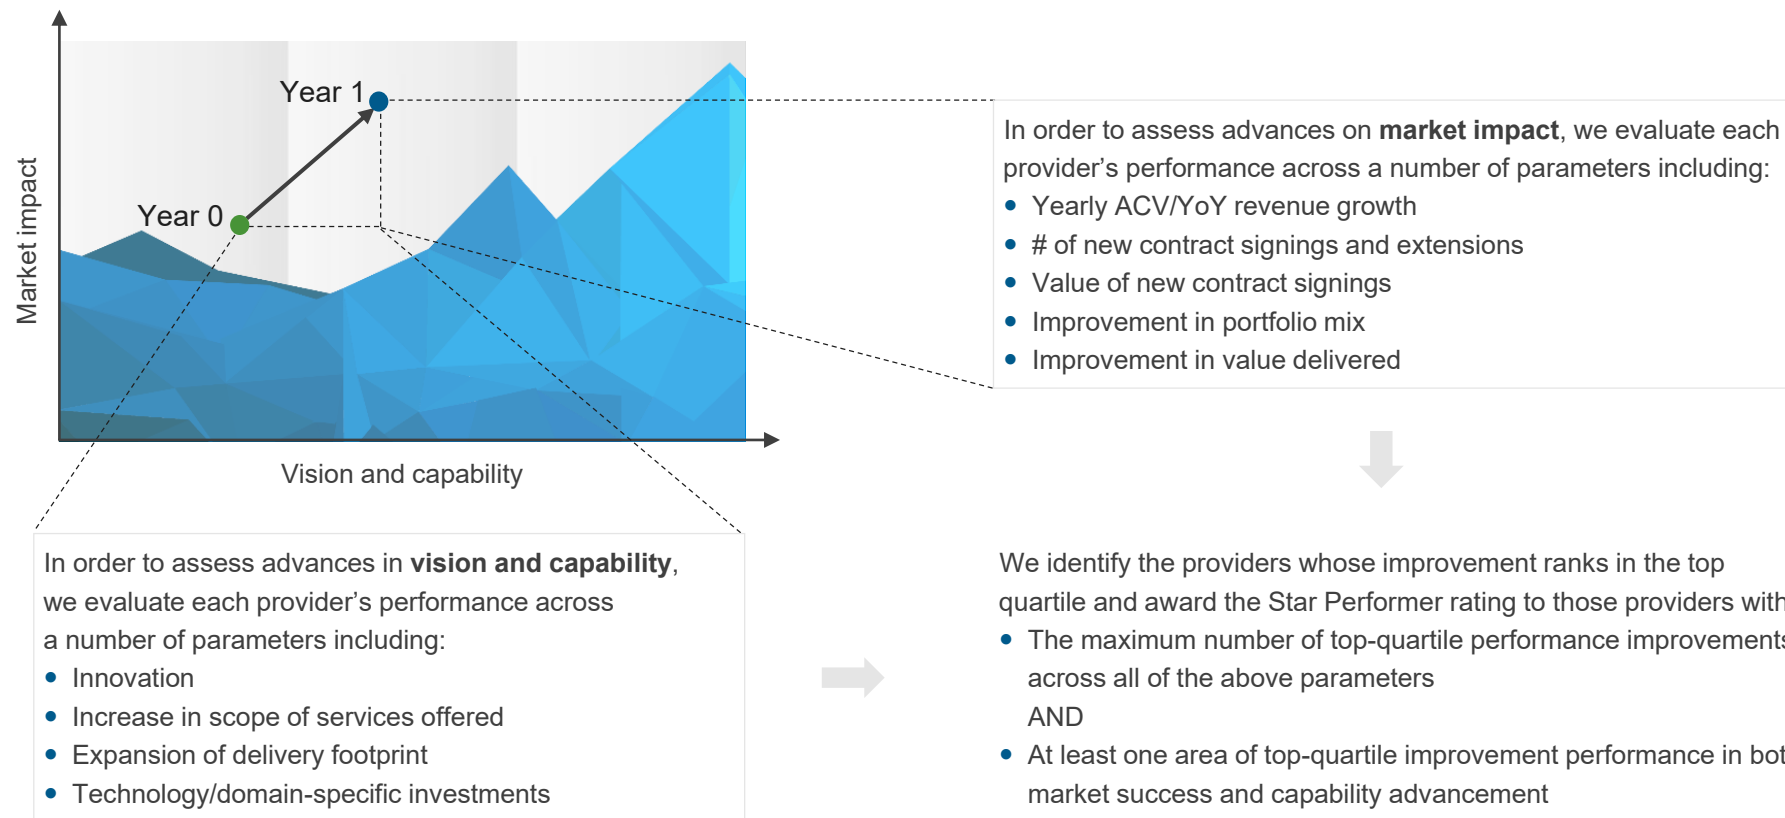 Year 1
Year 0
Market impact
Vision and capability
In order to assess advances on market impact, we evaluate each
provider’s performance across a number of parameters including:
• Yearly ACV/YoY revenue growth
• # of new contract signings and extensions
• Value of new contract signings
• Improvement in portfolio mix
• Improvement in value delivered
In order to assess advances in vision and capability,
we evaluate each provider’s performance across
a number of parameters including:
• Innovation
• Increase in scope of services offered
• Expansion of delivery footprint
• Technology/domain-specific investments
We identify the providers whose improvement ranks in the top
quartile and award the Star Performer rating to those providers with
• The maximum number of top-quartile performance improvements
across all of the above parameters
AND
• At least one area of top-quartile improvement performance in
market success and capability advancement